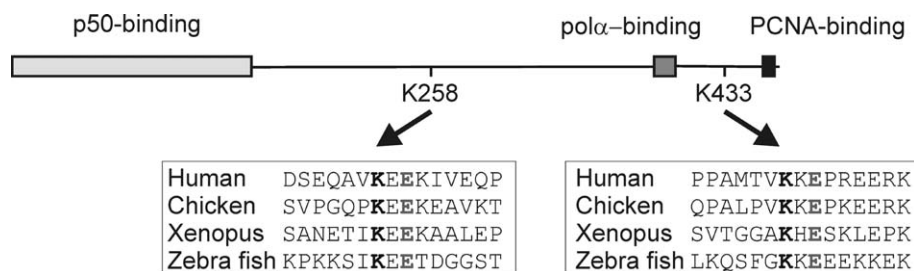 p50-binding polα–binding PCNA-binding
K258 K433
Human DSEQAVKEEKIVEQP
Chicken SVPGQPKEEKEAVKT
Xenopus SANETIKEEKAALEP
Zebra fish KPKKSIKEETDGGST
Human PPAMTVKKEPREERK
Chicken QPALPVKKEPKEERK
Xenopus SVTGGAKHESKLEPK
Zebra fish LKQSFGKKEEKKEK